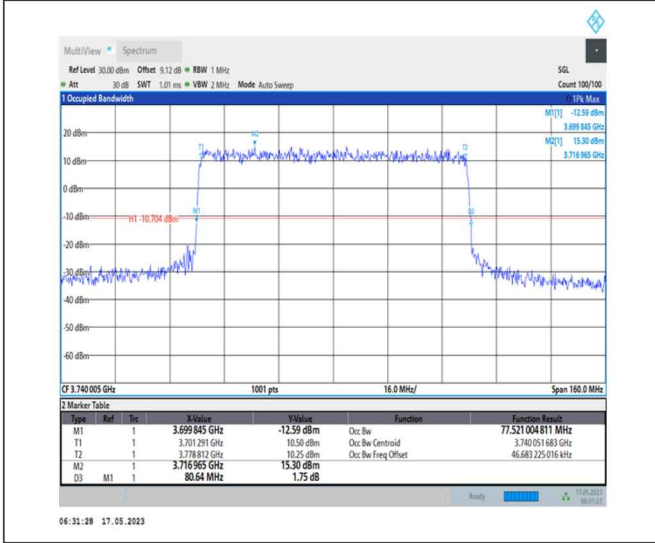 MultiView Spectrum
Ref Level 30.00 dBm Offset 9.12 dB RBW 1 MHz SGL
Att 30 dB SWT 1.01 ms VBW 2 MHz Mode Auto Sweep Count 100/100
1 Occupied Bandwidth 1Pk Max
M1[1] -12.59 dBm
3.699 845 GHz
20 dBm M2[1] 15.30 dBm
3.716 965 GHz
M2
T1
10 dBm
0 dBm
M1
-10 dBm H1 -10.704 dBm
-20 dBm
-30 dBm
-40 dBm
-50 dBm
-60 dBm
CF 3.740 005 GHz 1001 pts 16.0 MHz/ Span 160.0 MHz
2 Marker Table
Type Ref Trc X-Value Y-Value Function Function Result
M1 1 3.699 845 GHz -12.59 dBm Occ Bw 77.521 004 811 MHz
T1 1 3.701 291 GHz 10.50 dBm Occ Bw Centroid 3.740 051 683 GHz
T2 1 3.778 812 GHz 10.25 dBm Occ Bw Freq Offset 46.683 225 016 kHz
M2 1 3.716 965 GHz 15.30 dBm
D3 M1 1 80.64 MHz 1.75 dB
Ready 17.05.2023
06:31:27
06:31:28 17.05.2023